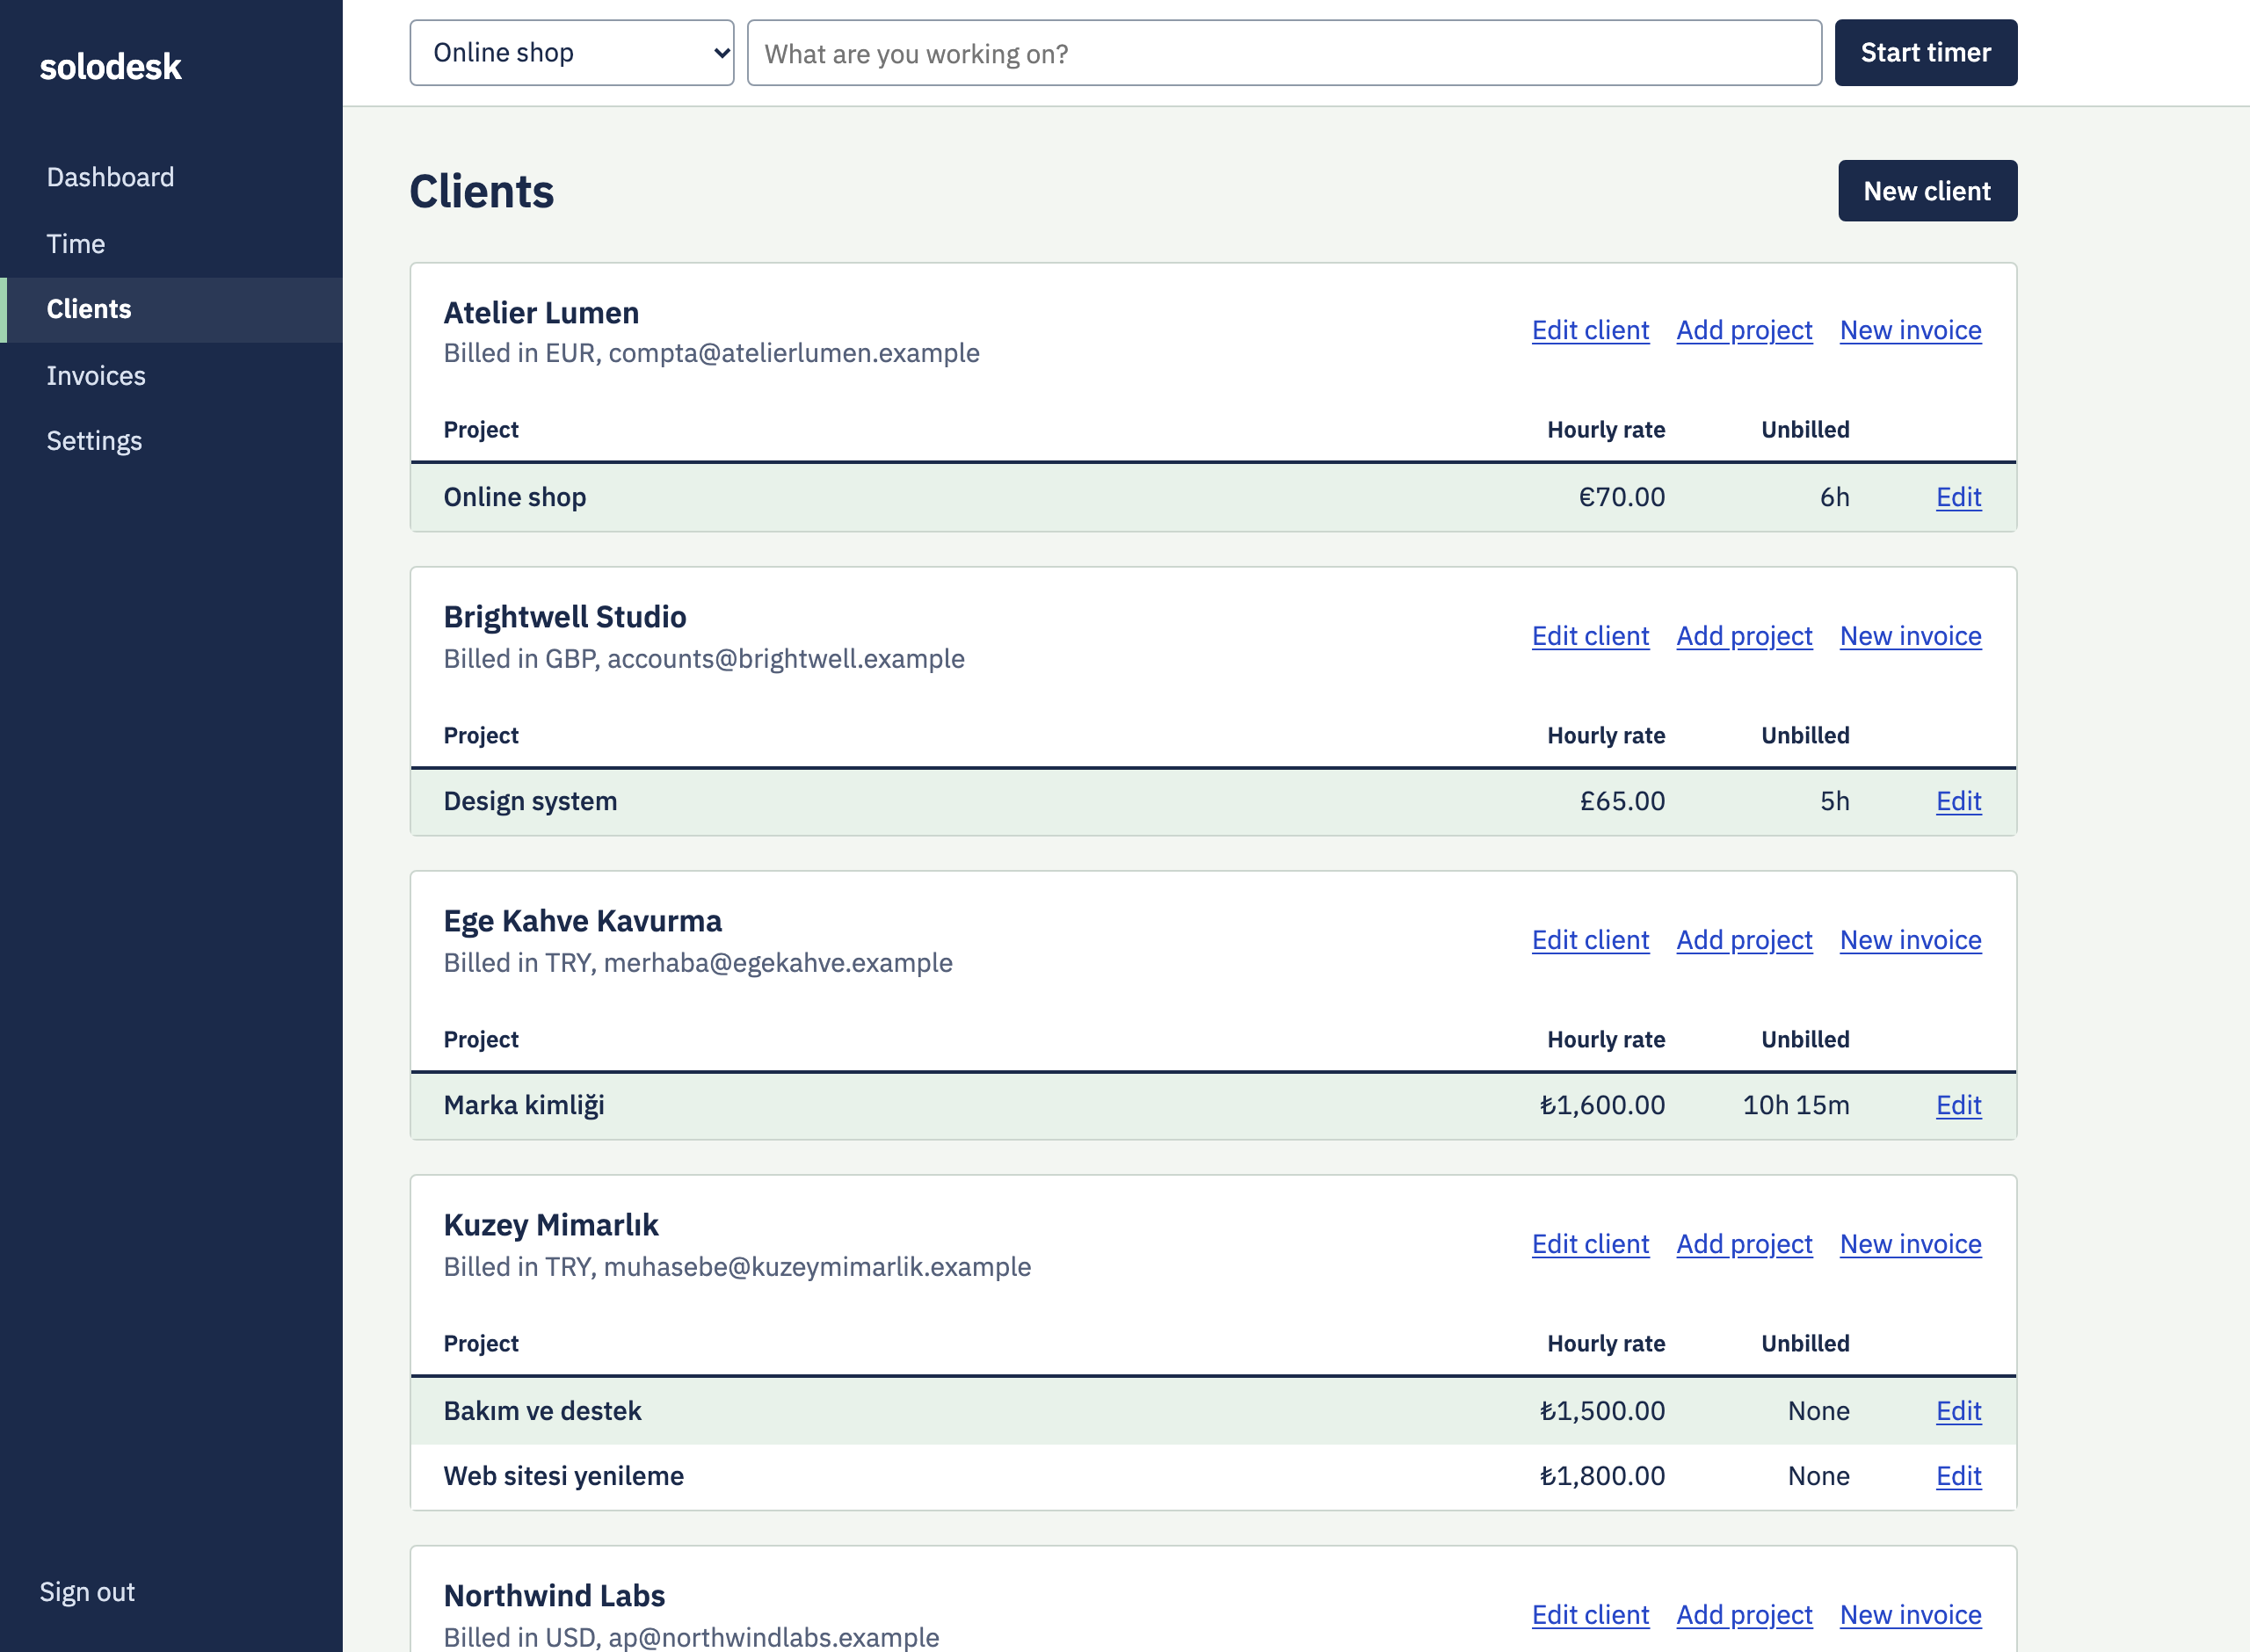 solodesk
Dashboard
Time
Clients
Invoices
Settings
Sign out
Online shop
What are you working on?
Start timer
Clients
New client
Atelier Lumen
Billed in EUR, compta@atelierlumen.example
Edit client Add project New invoice
Project Hourly rate Unbilled
Online shop €70.00 6h Edit
Brightwell Studio
Billed in GBP, accounts@brightwell.example
Edit client Add project New invoice
Project Hourly rate Unbilled
Design system £65.00 5h Edit
Ege Kahve Kavurma
Billed in TRY, merhaba@egekahve.example
Edit client Add project New invoice
Project Hourly rate Unbilled
Marka kimliği ₺1,600.00 10h 15m Edit
Kuzey Mimarlık
Billed in TRY, muhasebe@kuzeymimarlik.example
Edit client Add project New invoice
Project Hourly rate Unbilled
Bakım ve destek ₺1,500.00 None Edit
Web sitesi yenileme ₺1,800.00 None Edit
Northwind Labs
Billed in USD, ap@northwindlabs.example
Edit client Add project New invoice